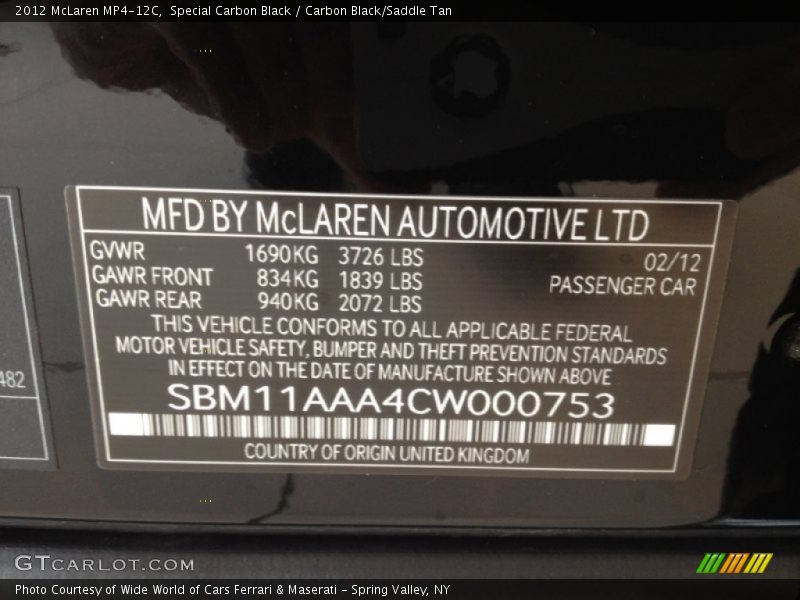 2012 McLaren MP4-12C, Special Carbon Black / Carbon Black/Saddle Tan
MFD BY McLAREN AUTOMOTIVE LTD
GVWR 1690KG 3726 LBS 02/12
GAWR FRONT 834KG 1839 LBS PASSENGER CAR
GAWR REAR 940KG 2072 LBS
THIS VEHICLE CONFORMS TO ALL APPLICABLE FEDERAL
MOTOR VEHICLE SAFETY, BUMPER AND THEFT PREVENTION STANDARDS
IN EFFECT ON THE DATE OF MANUFACTURE SHOWN ABOVE
482
SBM11AAA4CW000753
COUNTRY OF ORIGIN UNITED KINGDOM
GTCARLOT.COM
Photo Courtesy of Wide World of Cars Ferrari & Maserati - Spring Valley, NY